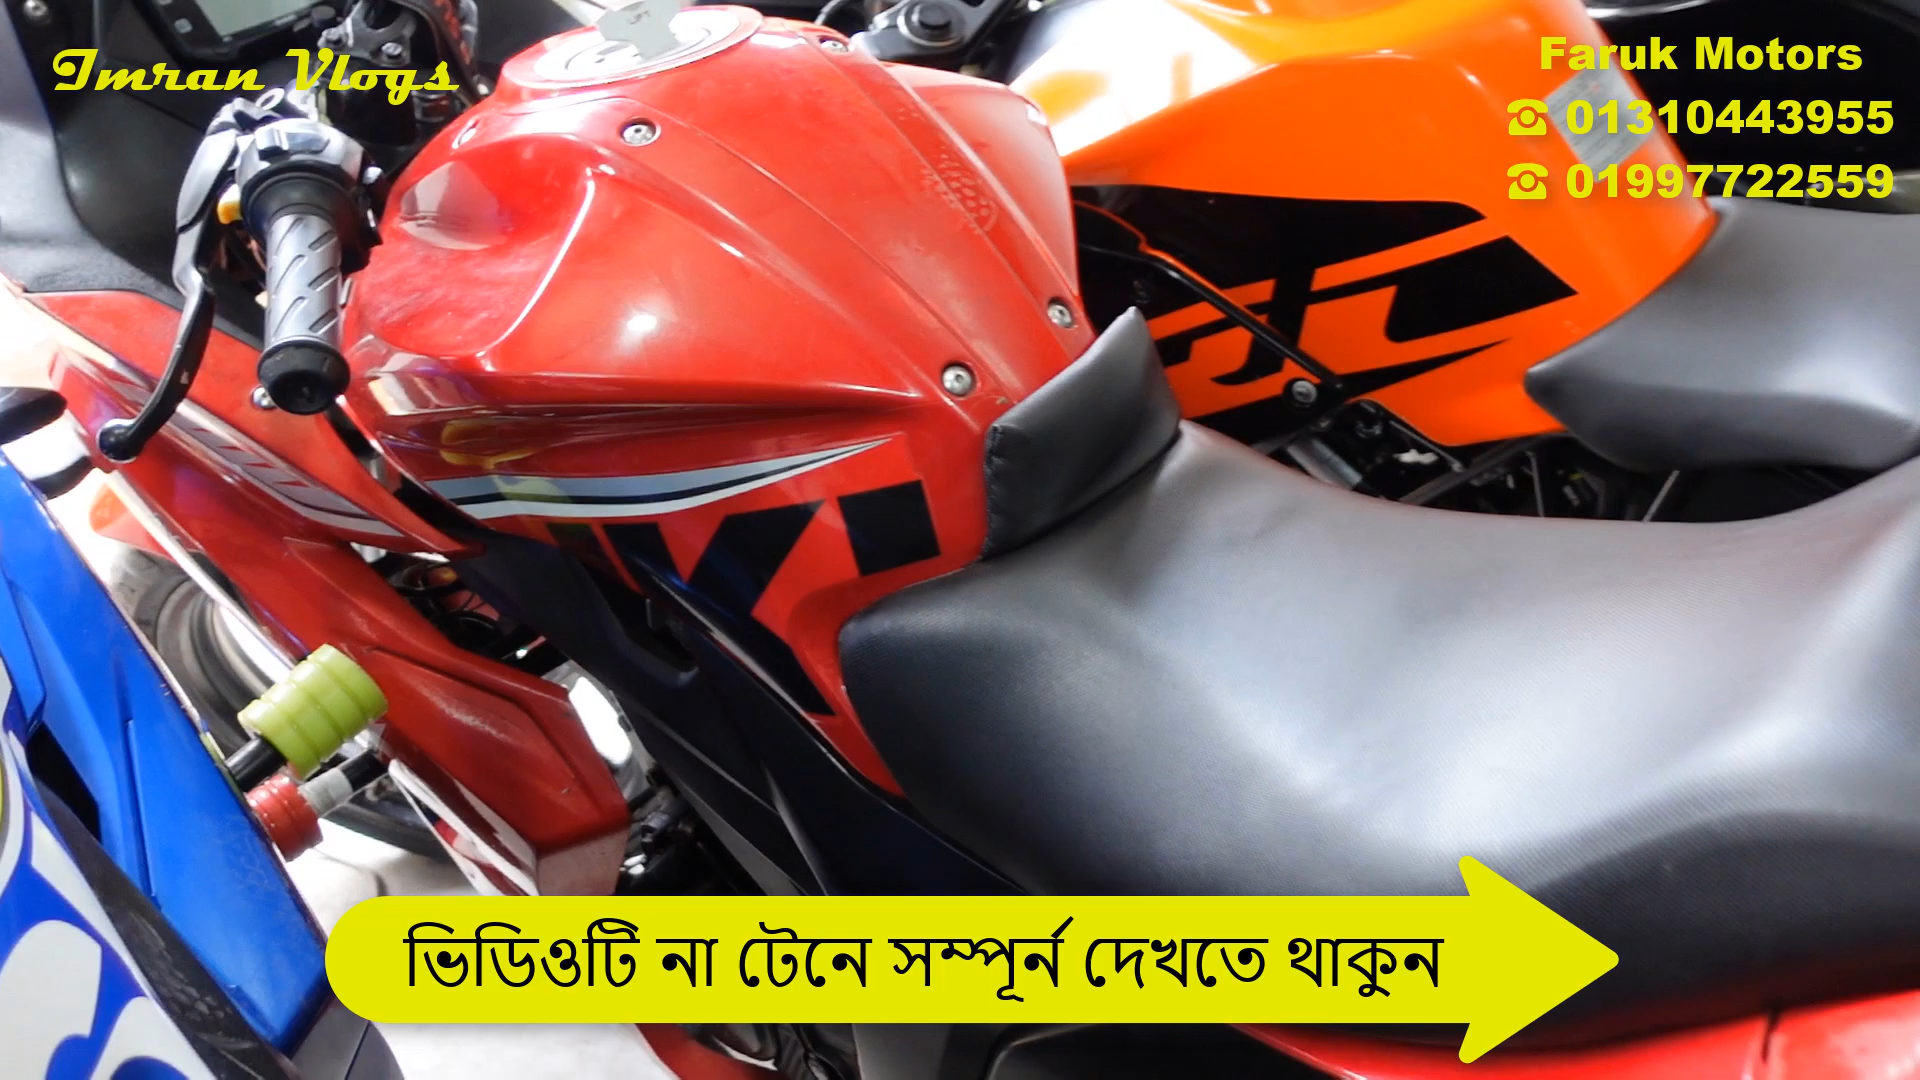 Imran Vlogs
Faruk Motors
☎ 01310443955
☎ 01997722559
ভিডিওটি না টেনে সম্পূর্ন দেখতে থাকুন